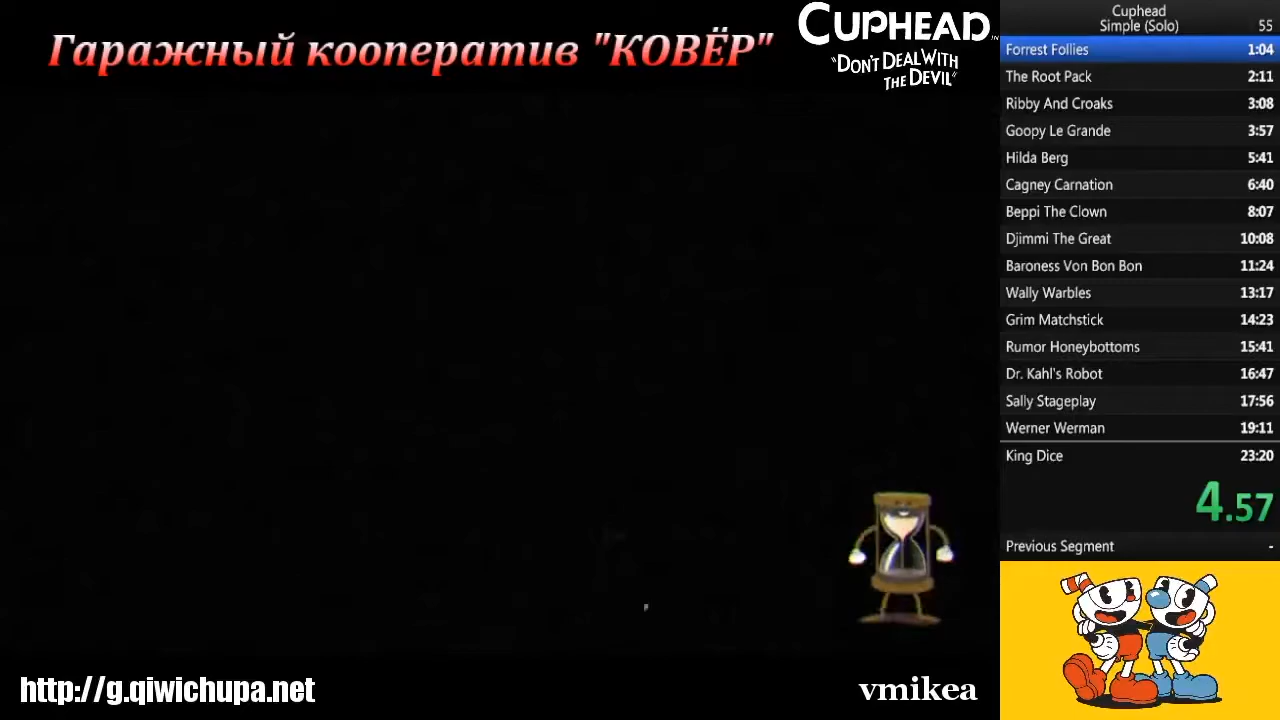 Гаражный кооператив "КОВЁР"
CUPHEAD
TM
"DON'T DEAL WITH
THE DEVIL"
Cuphead
Simple (Solo) 55
Forrest Follies 1:04
The Root Pack 2:11
Ribby And Croaks 3:08
Goopy Le Grande 3:57
Hilda Berg 5:41
Cagney Carnation 6:40
Beppi The Clown 8:07
Djimmi The Great 10:08
Baroness Von Bon Bon 11:24
Wally Warbles 13:17
Grim Matchstick 14:23
Rumor Honeybottoms 15:41
Dr. Kahl's Robot 16:47
Sally Stageplay 17:56
Werner Werman 19:11
King Dice 23:20
4.57
Previous Segment -
http://g.qiwichupa.net
vmikea